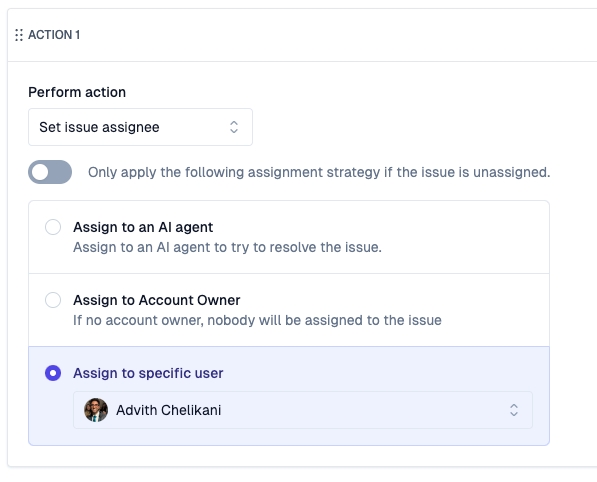 ACTION 1
Perform action
Set issue assignee
Only apply the following assignment strategy if the issue is unassigned.
Assign to an AI agent
Assign to an AI agent to try to resolve the issue.
Assign to Account Owner
If no account owner, nobody will be assigned to the issue
Assign to specific user
Advith Chelikani